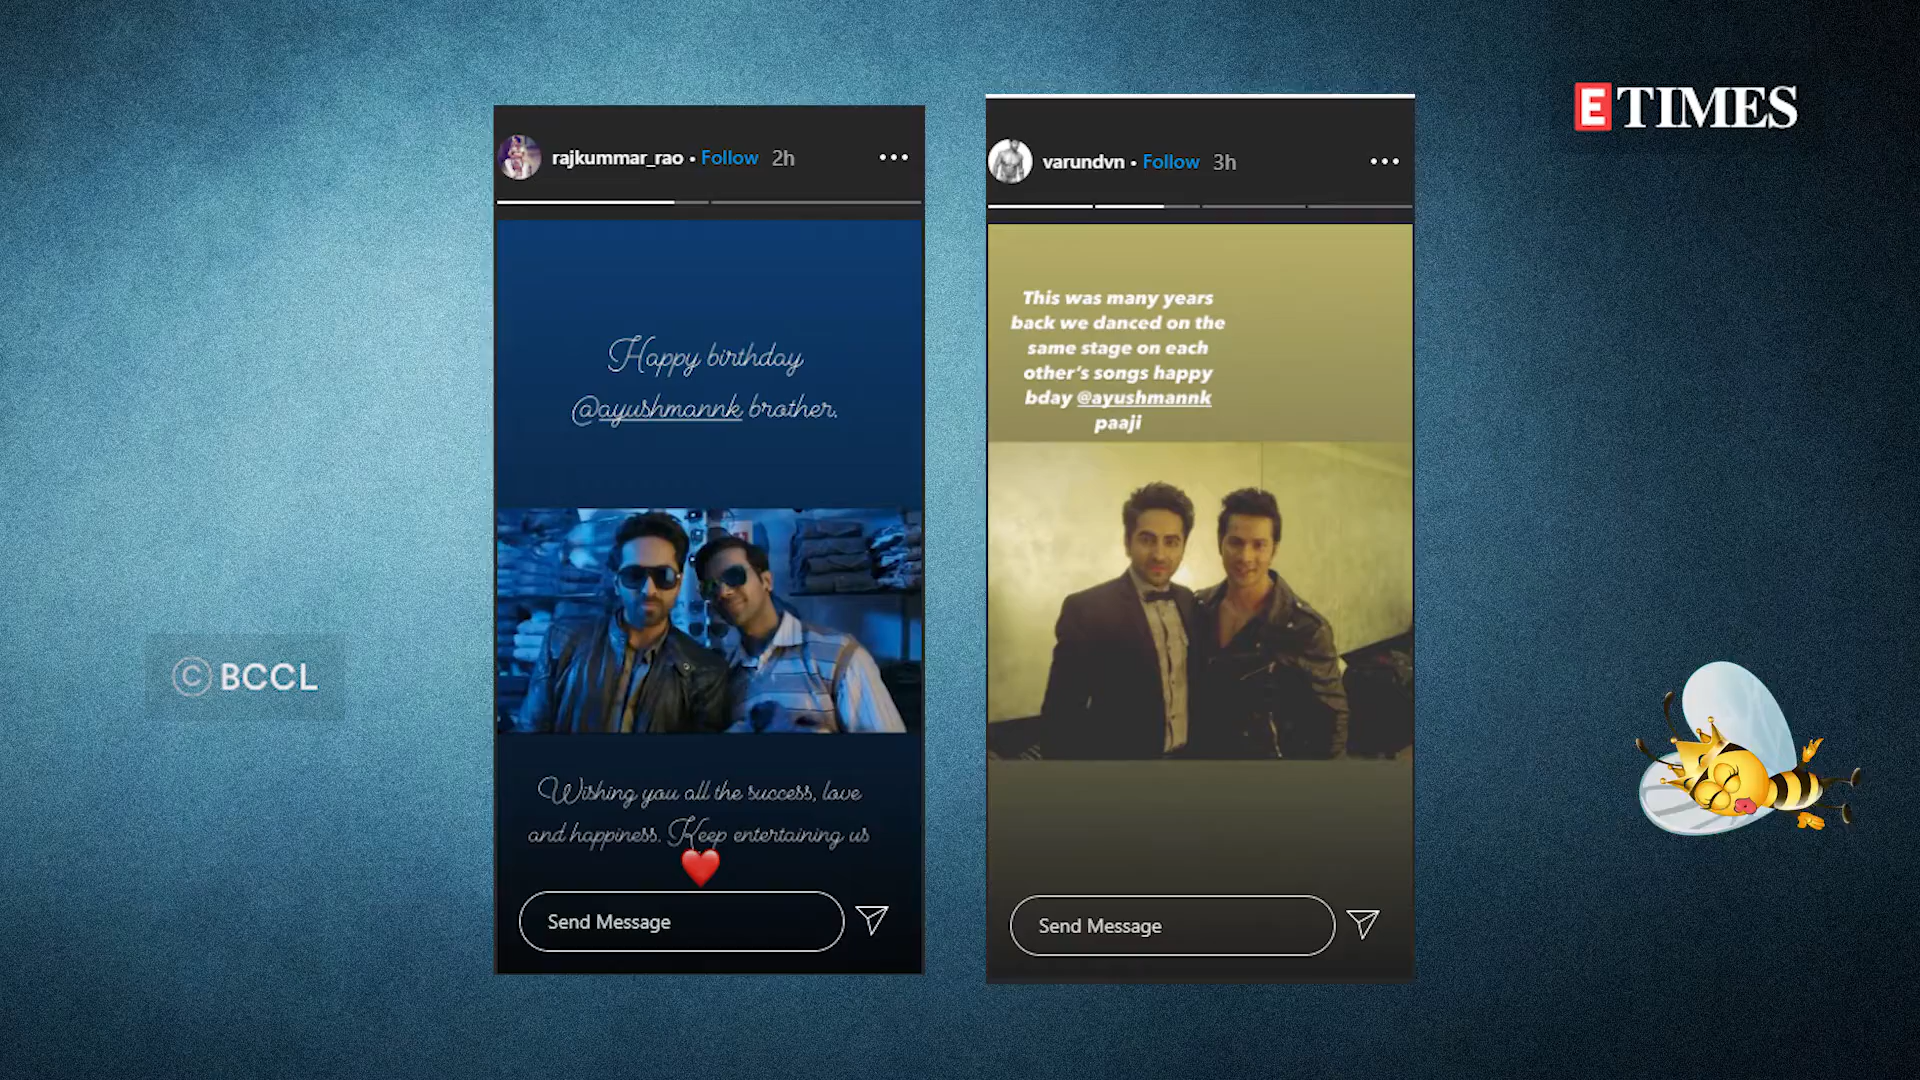 ETIMES
rajkummar_rao • Follow 2h
Happy birthday
@ayushmannk brother.
Wishing you all the success, love
and happiness. Keep entertaining us
Send Message
varundvn • Follow 3h
This was many years
back we danced on the
same stage on each
other's songs happy
bday @ayushmannk
paaji
Send Message
© BCCL